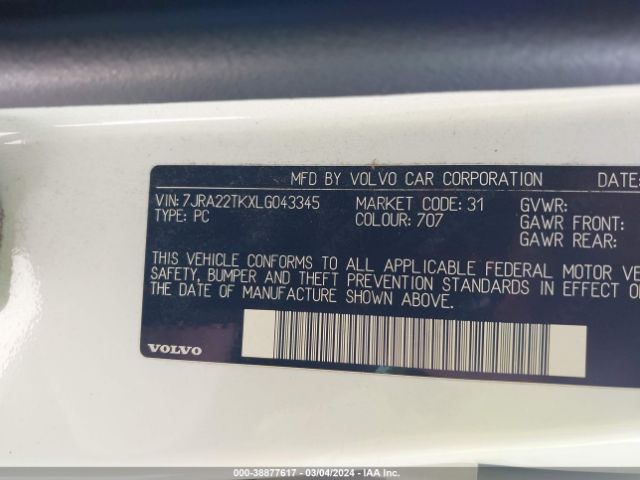 MFD BY VOLVO CAR CORPORATION DATE:
VIN: 7JRA22TKXLG043345 MARKET CODE: 31 GVWR:
TYPE: PC COLOUR: 707 GAWR FRONT:
GAWR REAR:
THIS VEHICLE CONFORMS TO ALL APPLICABLE FEDERAL MOTOR VE
SAFETY, BUMPER AND THEFT PREVENTION STANDARDS IN EFFECT O
THE DATE OF MANUFACTURE SHOWN ABOVE.
VOLVO
000-38877617 - 03/04/2024 - IAA Inc.